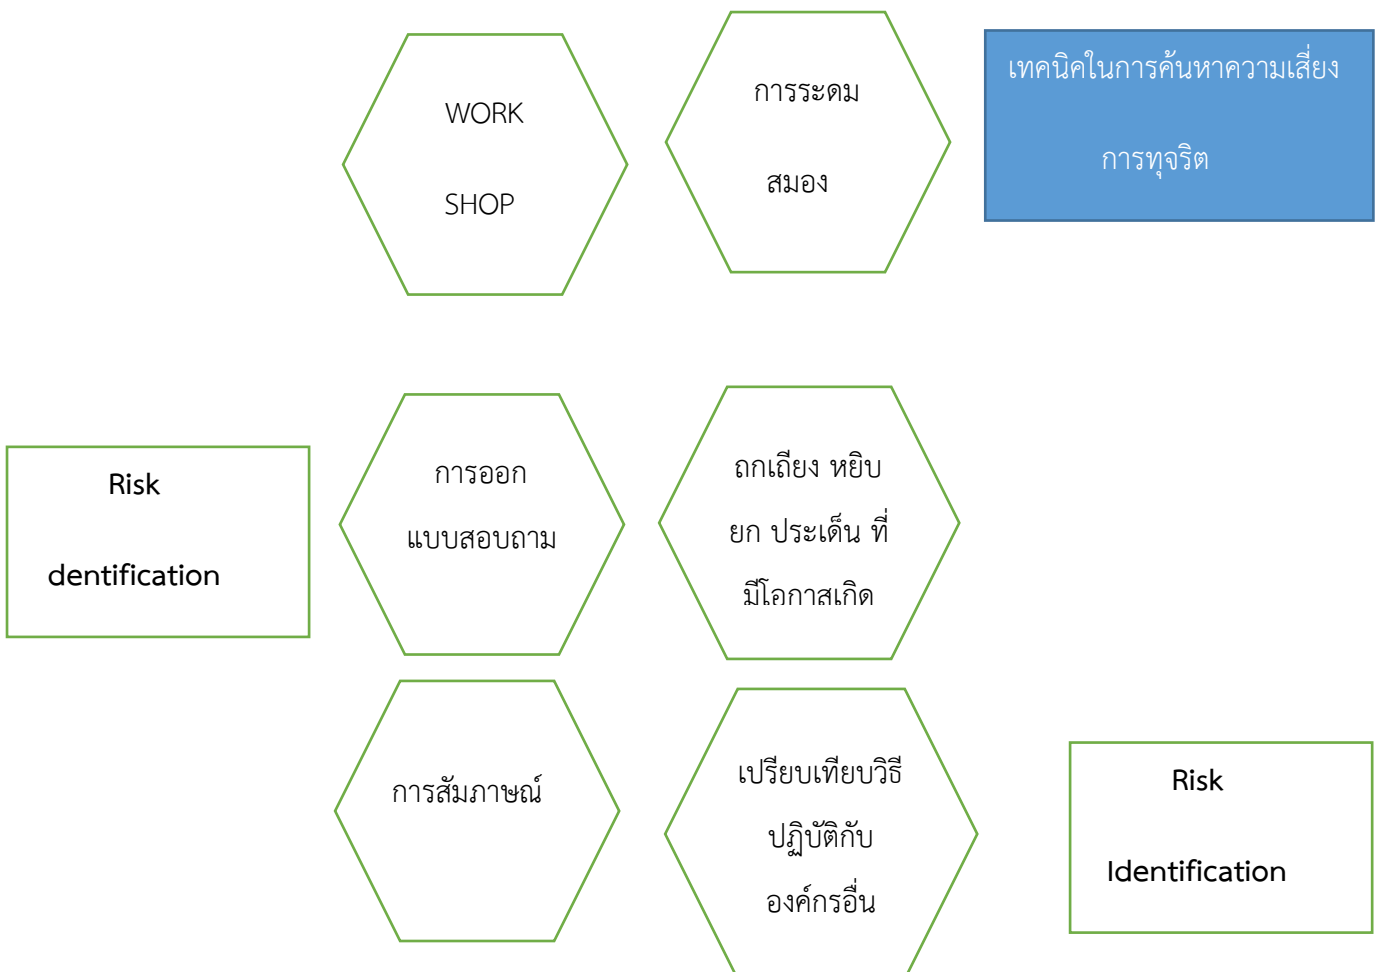 WORK
SHOP
การระดม
สมอง
เทคนิคในการค้นหาความเสี่ยง
การทุจริต
Risk
dentification
การออก
แบบสอบถาม
ถกเถียง หยิบ
ยก ประเด็น ที่
มีโอกาสเกิด
การสัมภาษณ์
เปรียบเทียบวิธี
ปฏิบัติกับ
องค์กรอื่น
Risk
Identification